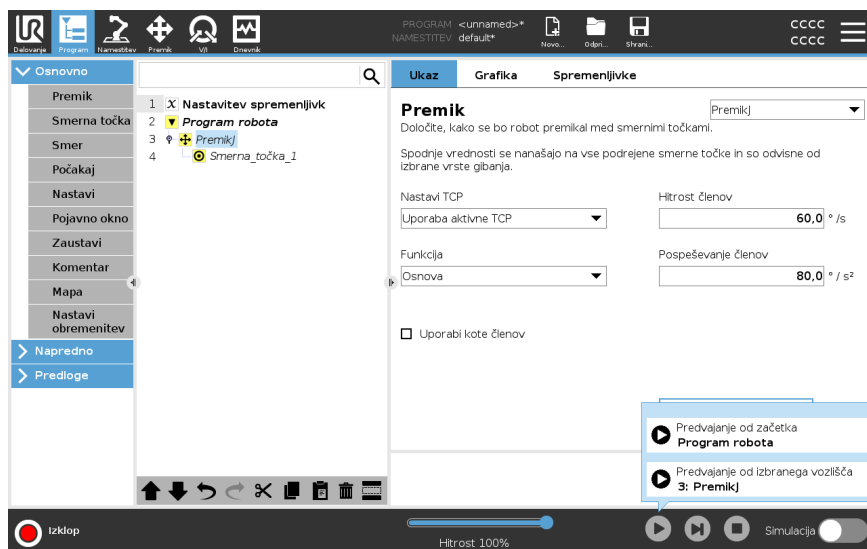 UR
PROGRAM <unnamed>*
NAMESTITEV default*
CCCC
CCCC
Delovanje Program Namestitev Premik V/I Dnevnik
Novo... Odpri... Shrani...
Osnovno
Premik
Smerna točka
Smer
Počakaj
Nastavi
Pojavno okno
Zaustavi
Komentar
Mapa
Nastavi
obremenitev
Napredno
Predloge
1 X Nastavitev spremenljivk
2 Program robota
3 PremikJ
4 Smerna_točka_1
Ukaz Grafika Spremenljivke
Premik
PremikJ
Določite, kako se bo robot premikal med smernimi točkami.
Spodnje vrednosti se nanašajo na vse podrejene smerne točke in so odvisne od
izbrane vrste gibanja.
Nastavi TCP
Uporaba aktivne TCP
Hitrost členov
60,0 ° /s
Funkcija
Osnova
Pospeševanje členov
80,0 ° / s²
Uporabi kote členov
Predvajanje od začetka
Program robota
Predvajanje od izbranega vozlišča
3: PremikJ
Izklop
Hitrost 100%
Simulacija